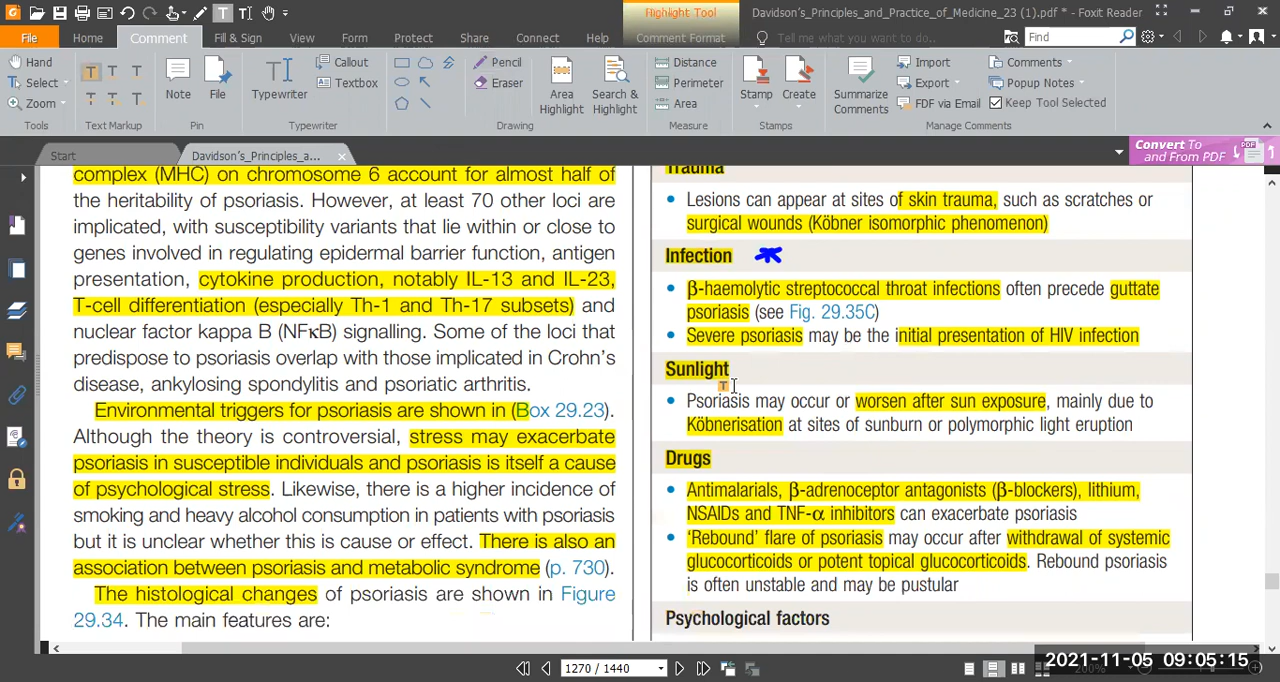 Highlight Tool
Davidson's_Principles_and_Practice_of_Medicine_23 (1).pdf * - Foxit Reader
File
Home
Comment
Fill & Sign
View
Form
Protect
Share
Connect
Help
Comment Format
Tell me what you want to do..
Find
Hand
Select
Zoom
Tools
Text Markup
Note
File
Pin
Typewriter
Callout
Textbox
Typewriter
Pencil
Eraser
Area Highlight
Search & Highlight
Drawing
Distance
Perimeter
Area
Measure
Stamp
Create
Stamps
Summarize Comments
Import
Export
FDF via Email
Comments
Popup Notes
Keep Tool Selected
Manage Comments
Start
Davidson's_Principles_a...
Convert To
and From PDF
complex (MHC) on chromosome 6 account for almost half of
the heritability of psoriasis. However, at least 70 other loci are
implicated, with susceptibility variants that lie within or close to
genes involved in regulating epidermal barrier function, antigen
presentation, cytokine production, notably IL-13 and IL-23,
T-cell differentiation (especially Th-1 and Th-17 subsets) and
nuclear factor kappa B (NFκB) signalling. Some of the loci that
predispose to psoriasis overlap with those implicated in Crohn's
disease, ankylosing spondylitis and psoriatic arthritis.
Environmental triggers for psoriasis are shown in (Box 29.23).
Although the theory is controversial, stress may exacerbate
psoriasis in susceptible individuals and psoriasis is itself a cause
of psychological stress. Likewise, there is a higher incidence of
smoking and heavy alcohol consumption in patients with psoriasis
but it is unclear whether this is cause or effect. There is also an
association between psoriasis and metabolic syndrome (p. 730).
The histological changes of psoriasis are shown in Figure
29.34. The main features are:
Trauma
• Lesions can appear at sites of skin trauma, such as scratches or
surgical wounds (Köbner isomorphic phenomenon)
Infection
• β-haemolytic streptococcal throat infections often precede guttate
psoriasis (see Fig. 29.35C)
• Severe psoriasis may be the initial presentation of HIV infection
Sunlight
• Psoriasis may occur or worsen after sun exposure, mainly due to
Köbnerisation at sites of sunburn or polymorphic light eruption
Drugs
• Antimalarials, β-adrenoceptor antagonists (β-blockers), lithium,
NSAIDs and TNF-α inhibitors can exacerbate psoriasis
• 'Rebound' flare of psoriasis may occur after withdrawal of systemic
glucocorticoids or potent topical glucocorticoids. Rebound psoriasis
is often unstable and may be pustular
Psychological factors
1270 / 1440
200%
2021-11-05 09:05:15